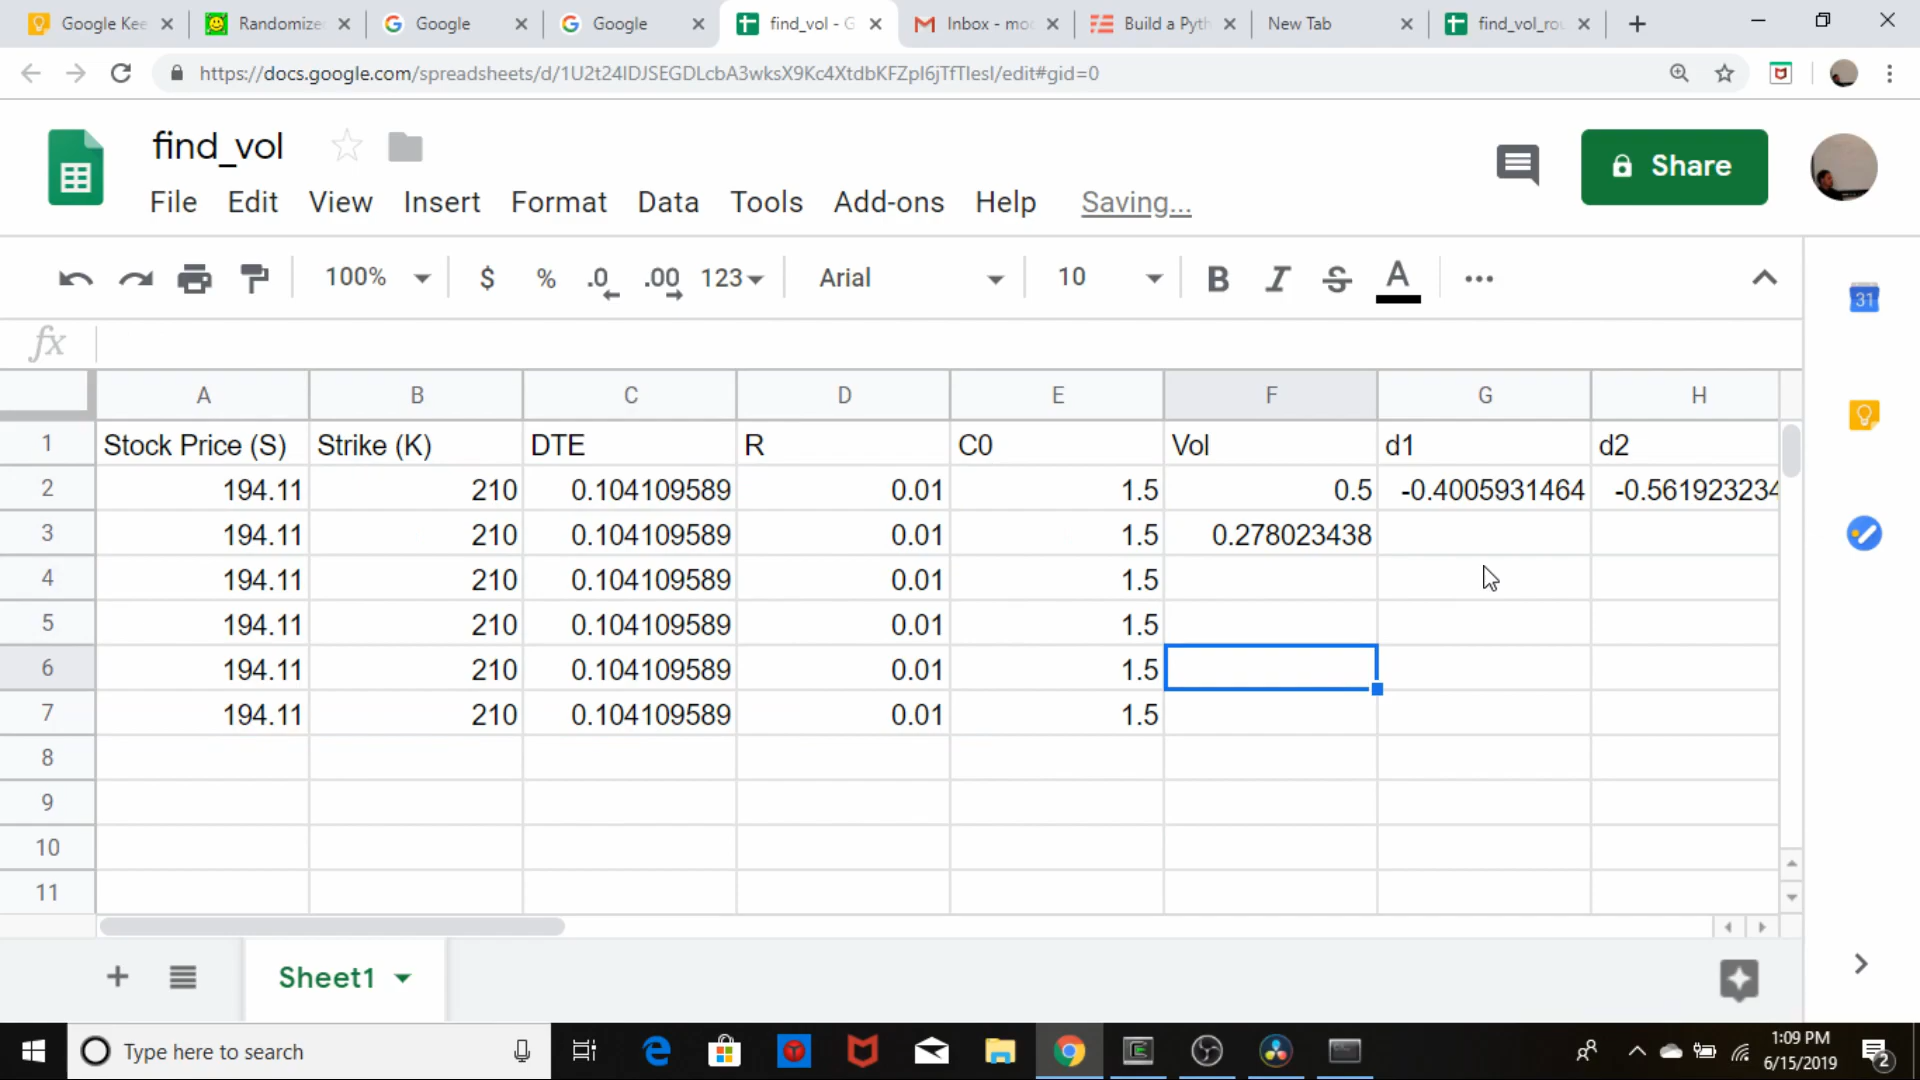 Google Kee
Randomize
Google
Google
find_vol - G
Inbox - mo
Build a Pyth
New Tab
find_vol_rou
https://docs.google.com/spreadsheets/d/1U2t24IDJSEGDLcbA3wksX9Kc4XtdbKFZpI6jTfTlesI/edit#gid=0
find_vol
Share
File Edit View Insert Format Data Tools Add-ons Help Saving...
100% $ % .0 .00 123 Arial 10 B I S A
31
fx
A B C D E F G H
1 Stock Price (S) Strike (K) DTE R C0 Vol d1 d2
2 194.11 210 0.104109589 0.01 1.5 0.5 -0.4005931464 -0.561923234
3 194.11 210 0.104109589 0.01 1.5 0.278023438
4 194.11 210 0.104109589 0.01 1.5
5 194.11 210 0.104109589 0.01 1.5
6 194.11 210 0.104109589 0.01 1.5
7 194.11 210 0.104109589 0.01 1.5
8
9
10
11
Sheet1
Type here to search
1:09 PM
6/15/2019
2